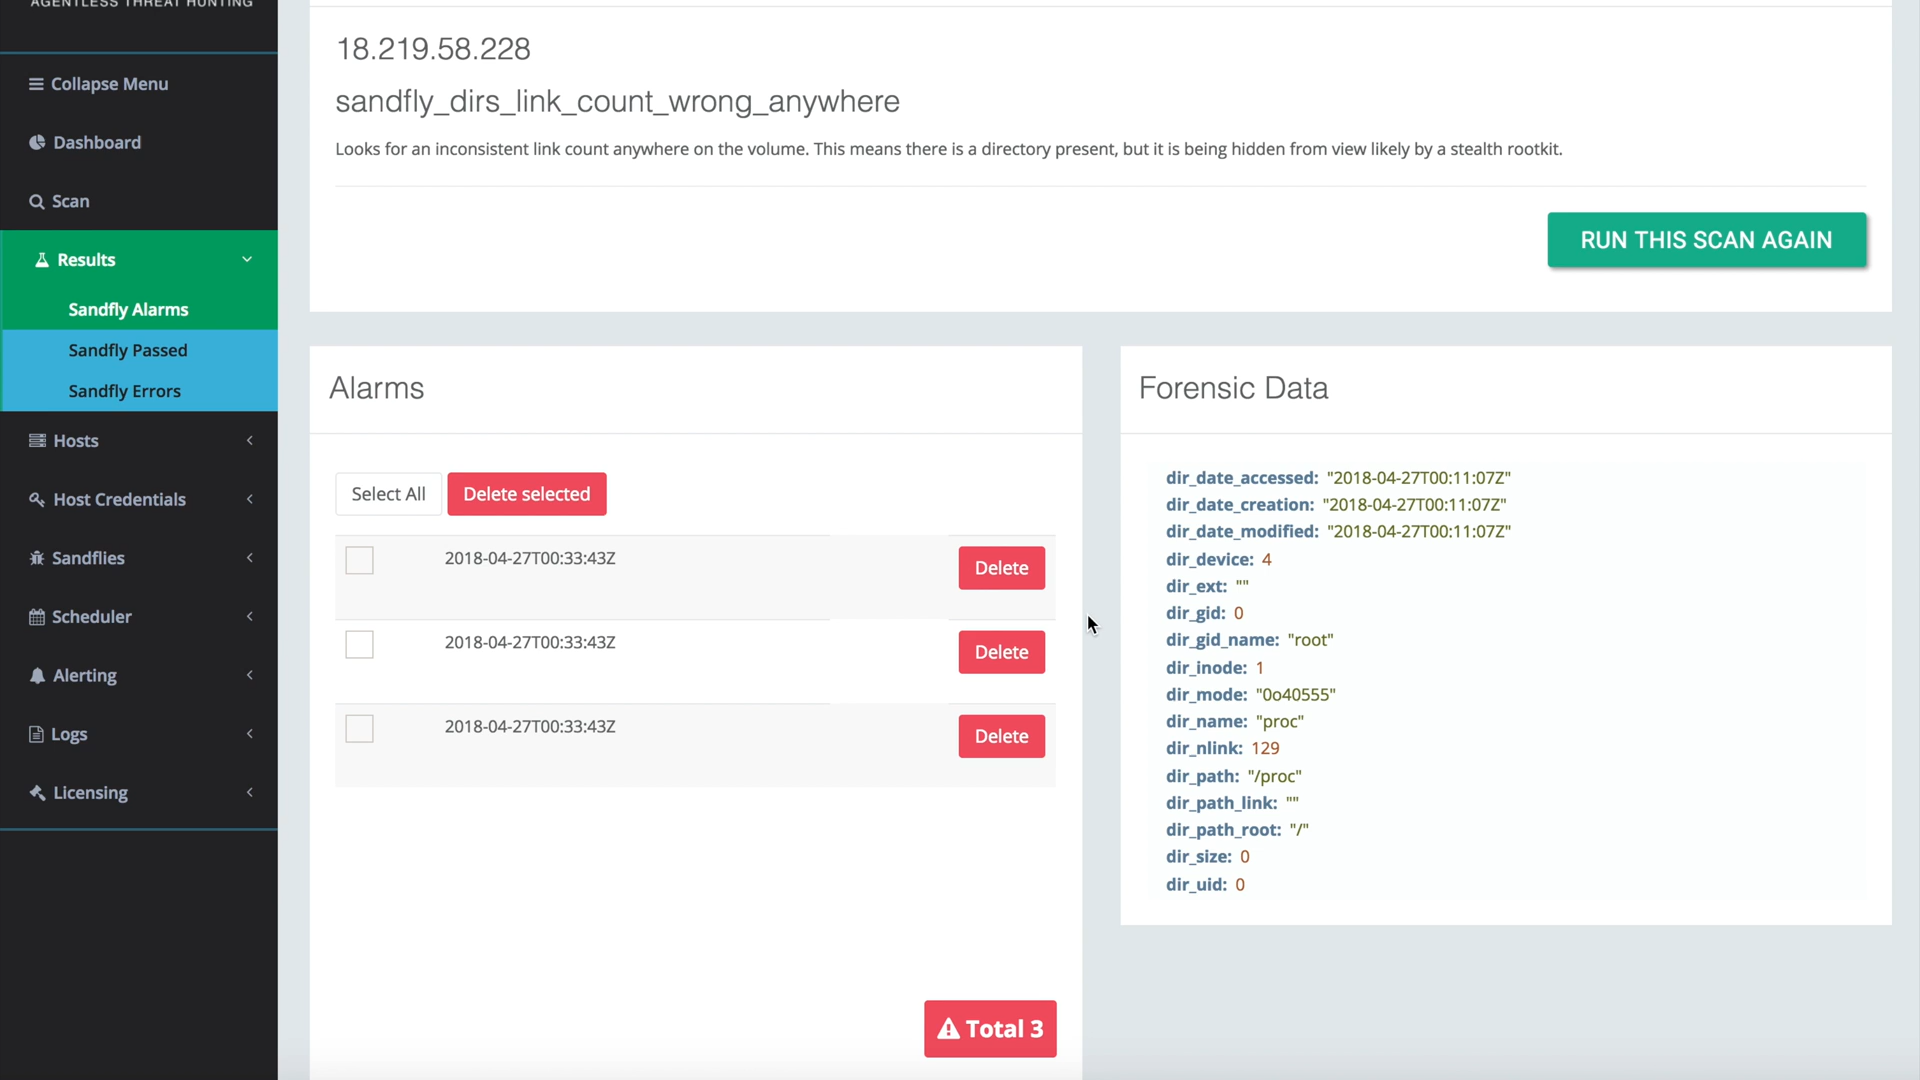 AGENTLESS THREAT HUNTING
Collapse Menu
Dashboard
Scan
Results
Sandfly Alarms
Sandfly Passed
Sandfly Errors
Hosts
Host Credentials
Sandflies
Scheduler
Alerting
Logs
Licensing
18.219.58.228
sandfly_dirs_link_count_wrong_anywhere
Looks for an inconsistent link count anywhere on the volume. This means there is a directory present, but it is being hidden from view likely by a stealth rootkit.
RUN THIS SCAN AGAIN
Alarms
Select All Delete selected
2018-04-27T00:33:43Z Delete
2018-04-27T00:33:43Z Delete
2018-04-27T00:33:43Z Delete
Total 3
Forensic Data
dir_date_accessed: "2018-04-27T00:11:07Z"
dir_date_creation: "2018-04-27T00:11:07Z"
dir_date_modified: "2018-04-27T00:11:07Z"
dir_device: 4
dir_ext: ""
dir_gid: 0
dir_gid_name: "root"
dir_inode: 1
dir_mode: "0o40555"
dir_name: "proc"
dir_nlink: 129
dir_path: "/proc"
dir_path_link: ""
dir_path_root: "/"
dir_size: 0
dir_uid: 0